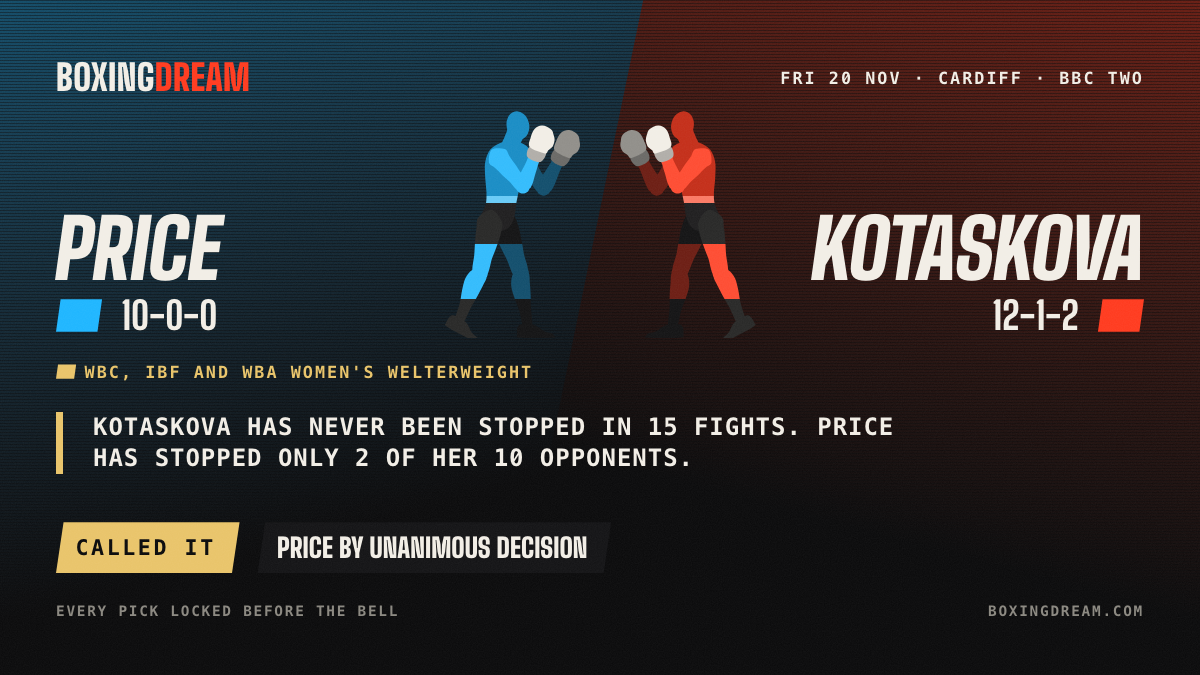 BOXINGDREAM
FRI 20 NOV · CARDIFF · BBC TWO
PRICE
KOTASKOVA
10-0-0
12-1-2
WBC, IBF AND WBA WOMEN'S WELTERWEIGHT
KOTASKOVA HAS NEVER BEEN STOPPED IN 15 FIGHTS. PRICE
HAS STOPPED ONLY 2 OF HER 10 OPPONENTS.
CALLED IT
PRICE BY UNANIMOUS DECISION
EVERY PICK LOCKED BEFORE THE BELL
BOXINGDREAM.COM